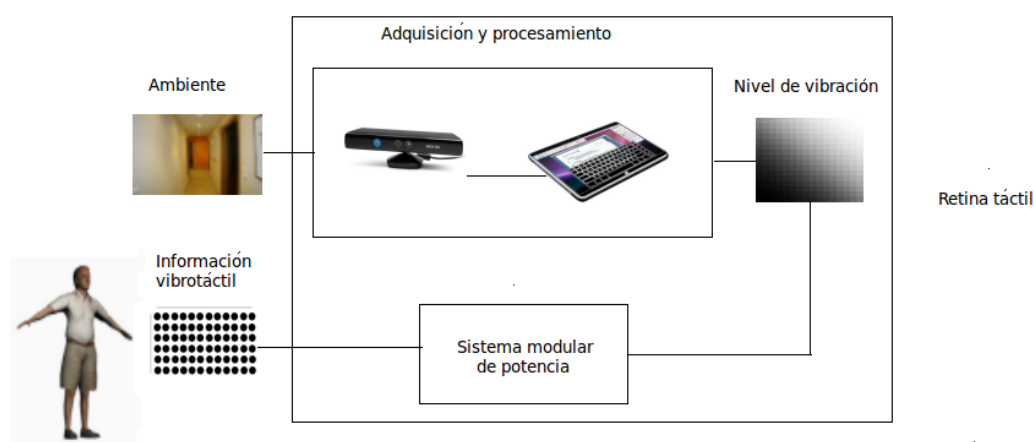 Adquisición y procesamiento
Ambiente
Nivel de vibración
Retina táctil
Información
vibrotáctil
Sistema modular
de potencia